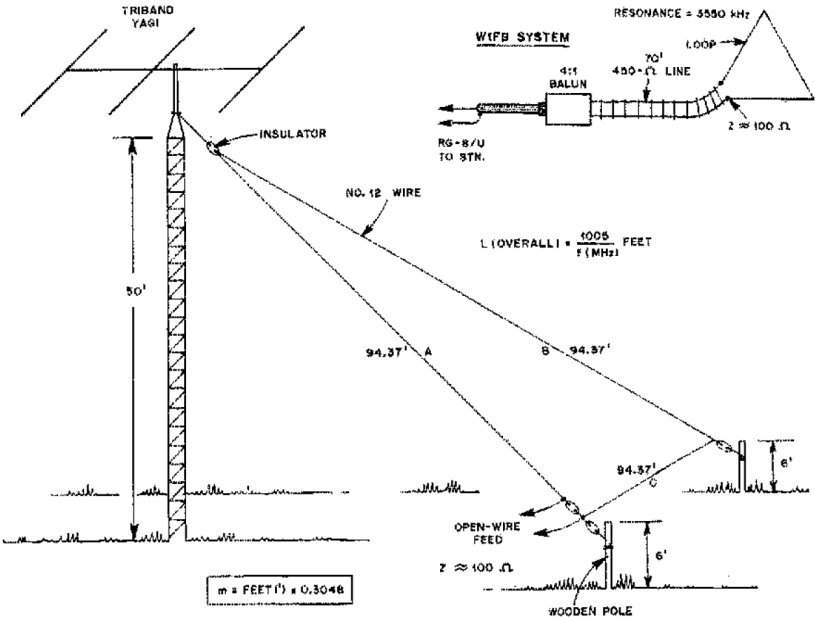 TRIBAND
YAGI
RESONANCE = 3550 kHz
W1FB SYSTEM
LOOP
70'
450-Ω LINE
4:1
BALUN
Z ≈ 100 Ω
RG-8/U
TO STN.
INSULATOR
NO. 12 WIRE
L (OVERALL) = 1005
f (MHz)
FEET
50'
94.37' A
B 94.37'
94.37'
C
6'
OPEN-WIRE
FEED
Z ≈ 100 Ω
6'
m = FEET (') x 0.3048
WOODEN POLE